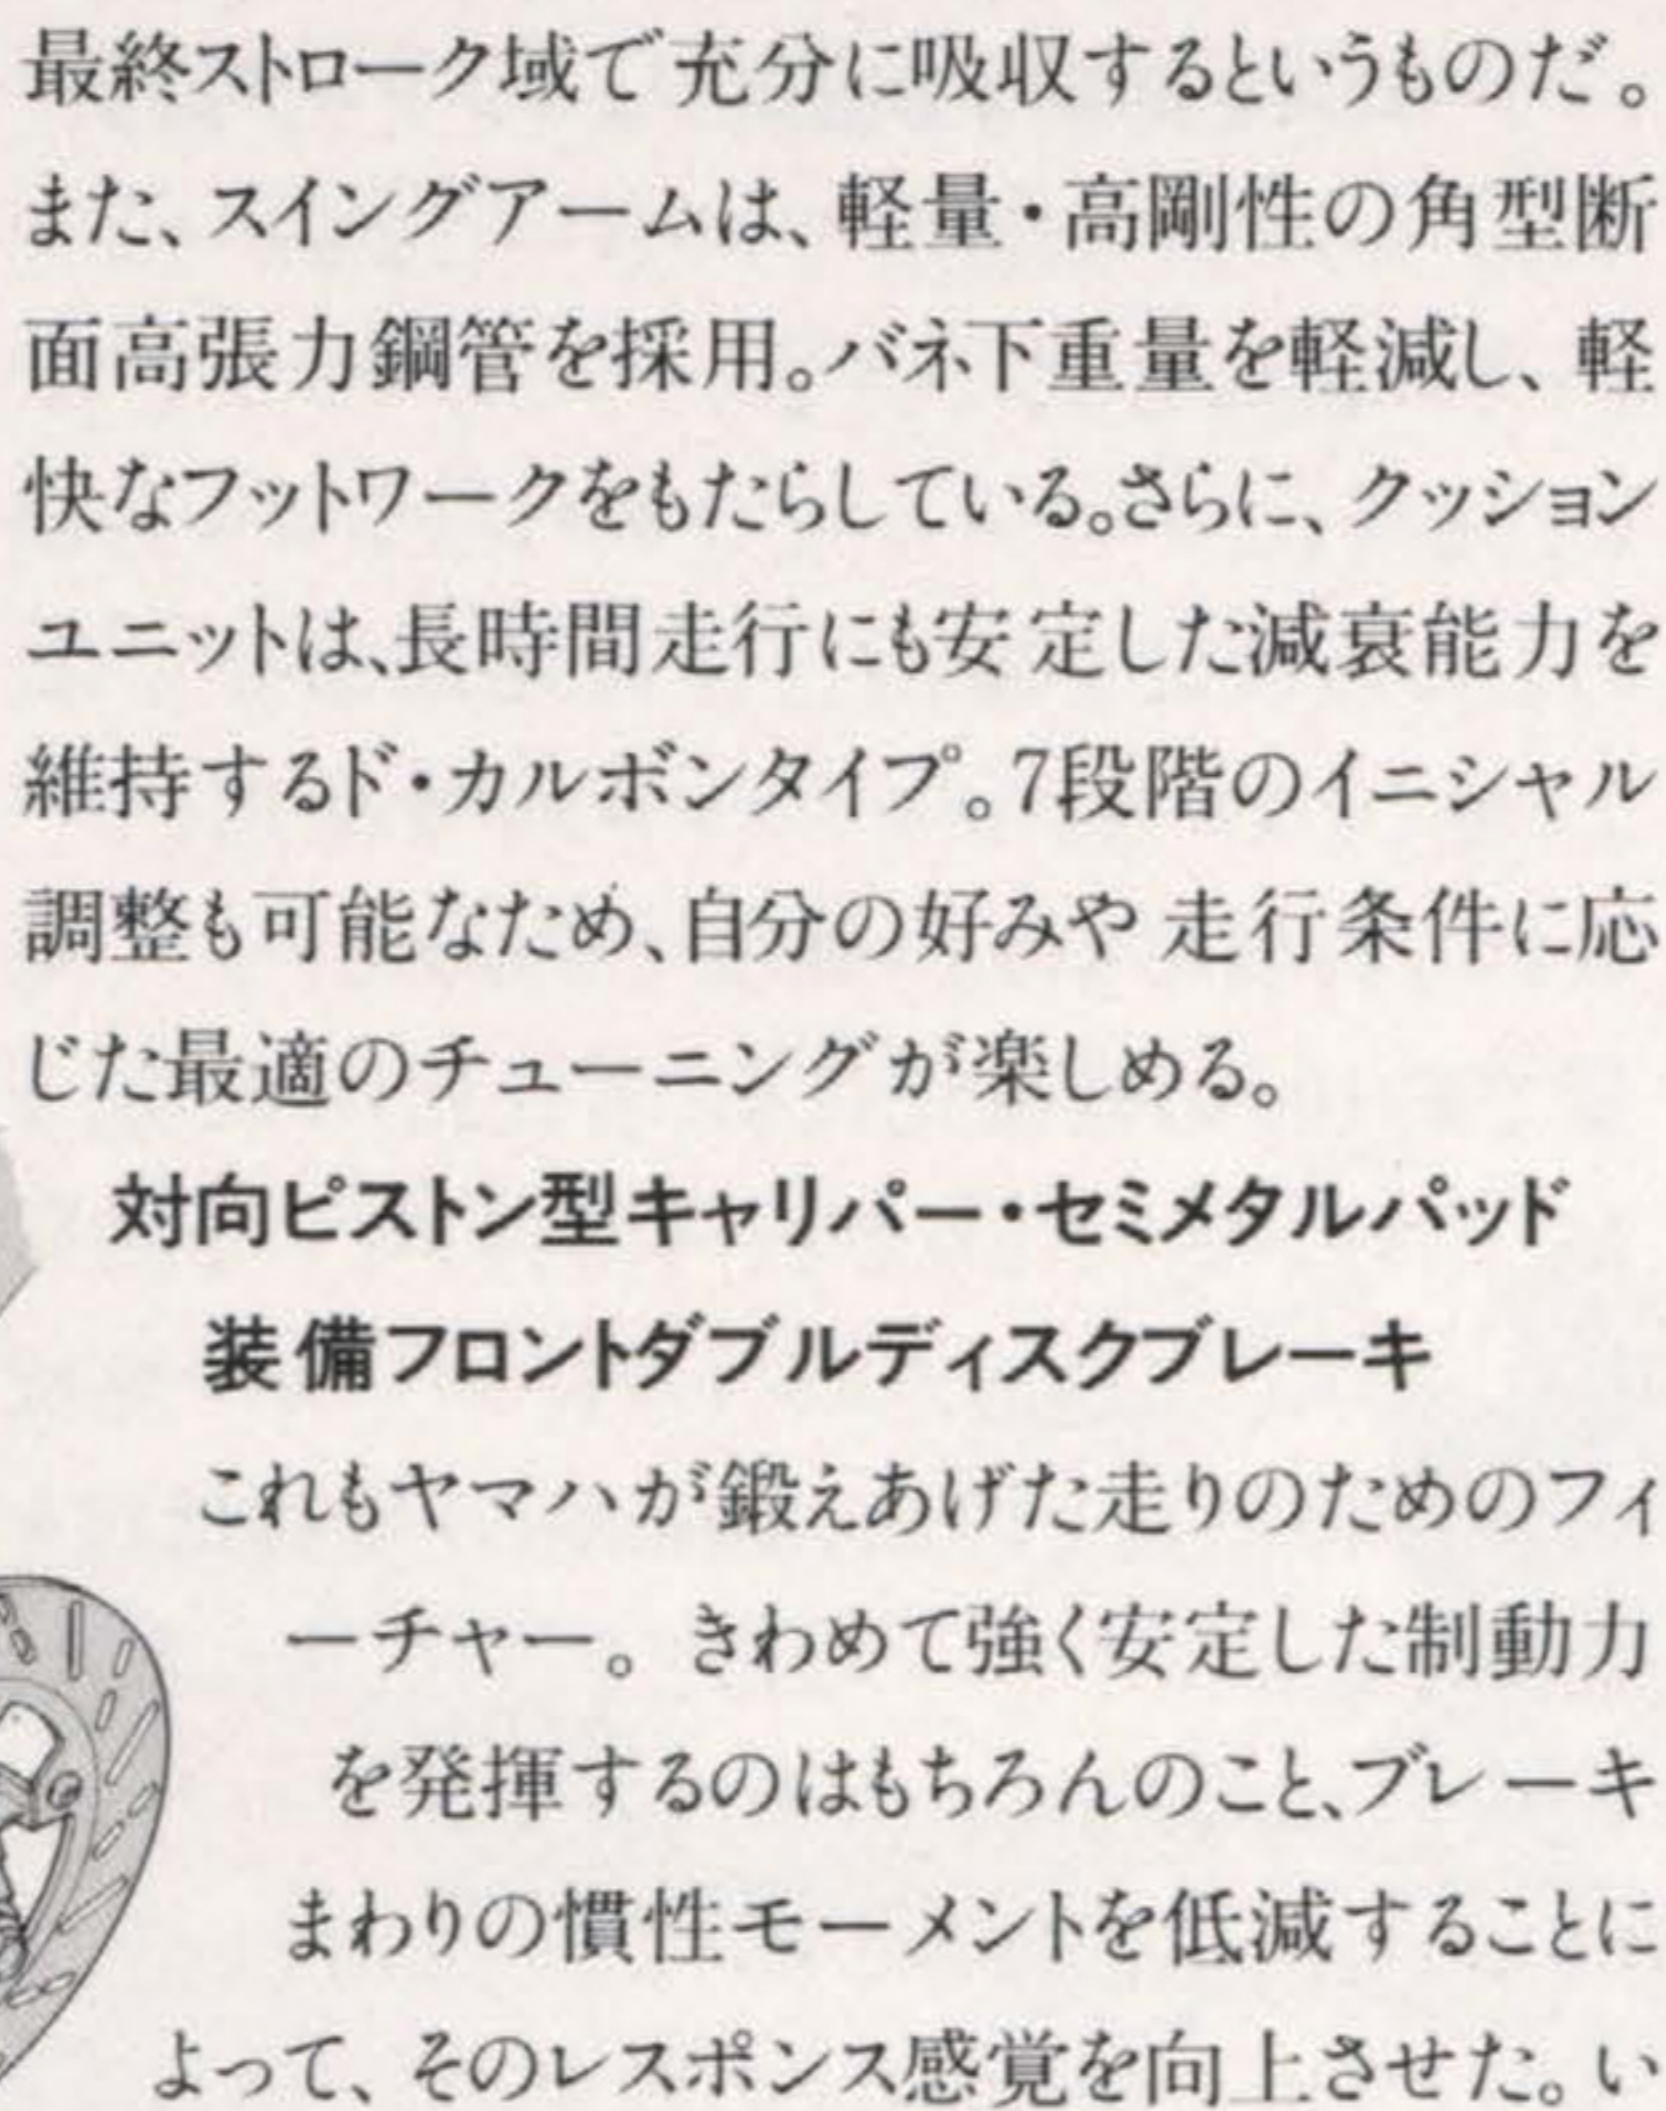 最終ストローク域で充分に吸収するというものだ。
また、スイングアームは、軽量・高剛性の角型断
面高張力鋼管を採用。バネ下重量を軽減し、軽
快なフットワークをもたらしている。さらに、クッション
ユニットは、長時間走行にも安定した減衰能力を
維持するド・カルボンタイプ。7段階のイニシャル
調整も可能なため、自分の好みや走行条件に応
じた最適のチューニングが楽しめる。
対向ピストン型キャリパー・セミメタルパッド
装備フロントダブルディスクブレーキ
これもヤマハが鍛えあげた走りのためのフィ
ーチャー。きわめて強く安定した制動力
を発揮するのはもちろんのこと、ブレーキ
まわりの慣性モーメントを低減することに
よって、そのレスポンス感覚を向上させた。い